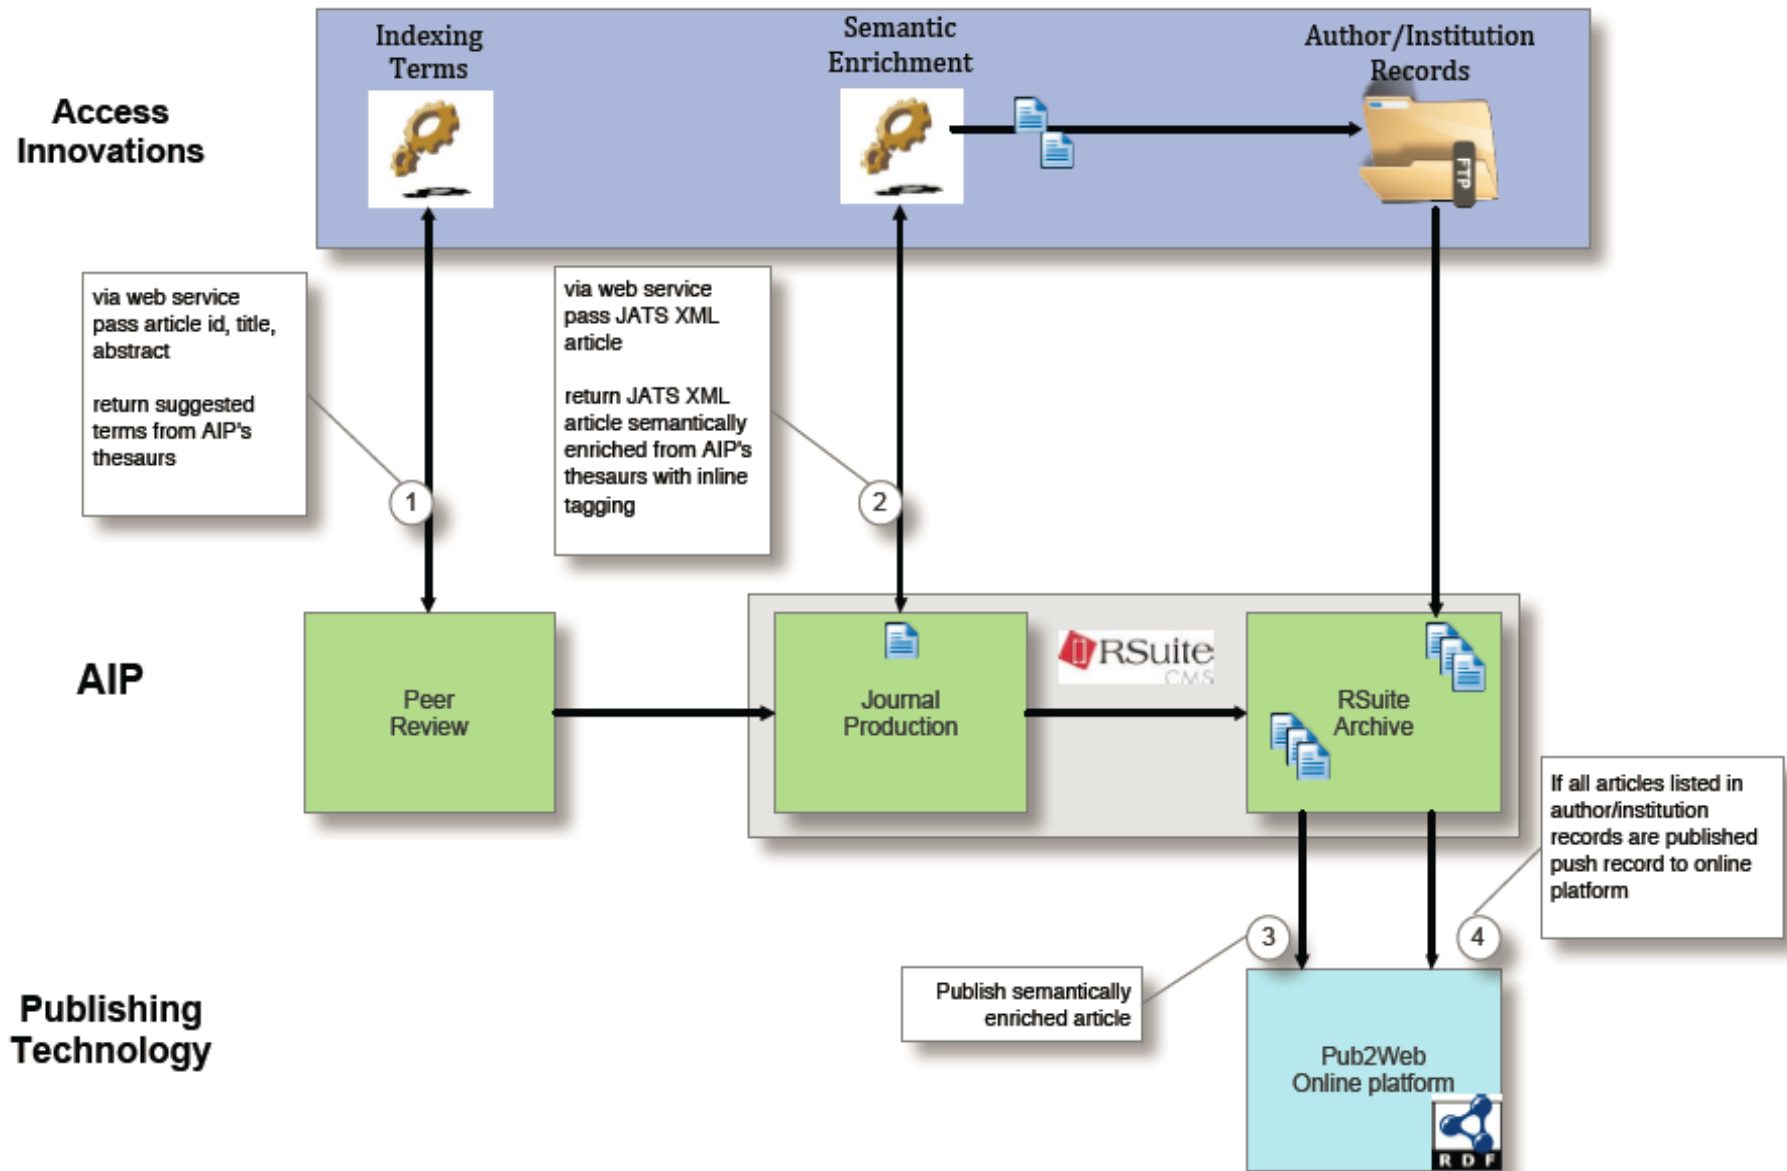 Indexing
Terms
Semantic
Enrichment
Author/Institution
Records
Access
Innovations
FTP
via web service
pass article id, title,
abstract
return suggested
terms from AIP's
thesaurs
via web service
pass JATS XML
article
return JATS XML
article semantically
enriched from AIP's
thesaurs with inline
tagging
1
2
AIP
Peer
Review
Journal
Production
RSuite
CMS
RSuite
Archive
If all articles listed in
author/institution
records are published
push record to online
platform
3
4
Publish semantically
enriched article
Publishing
Technology
Pub2Web
Online platform
RDF